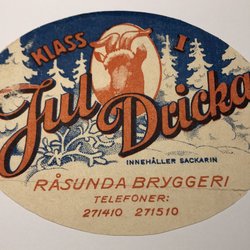 KLASS I
Jul
Dricka
INNEHÅLLER SACKARIN
RÅSUNDA BRYGGERI
TELEFONER:
271410 271510